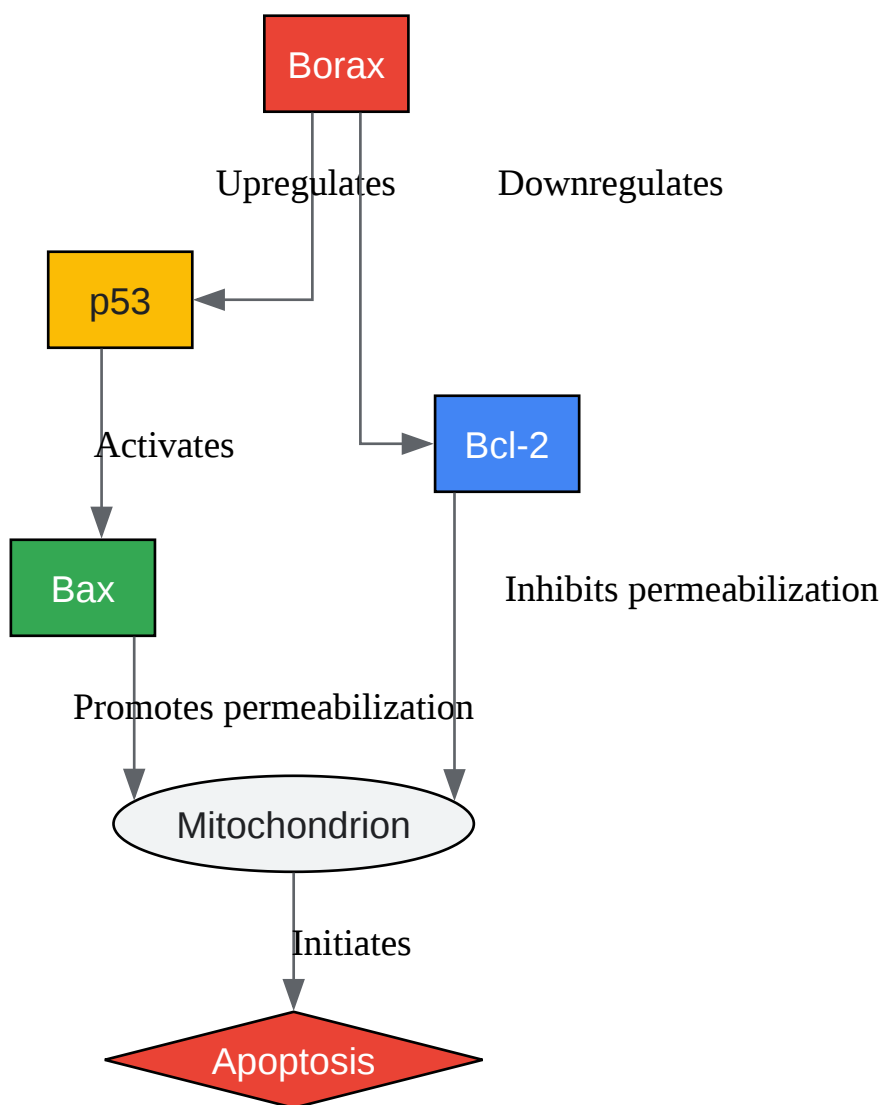 Borax
Upregulates
Downregulates
p53
Activates
Bcl-2
Bax
Inhibits permeabilization
Promotes permeabilization
Mitochondrion
Initiates
Apoptosis